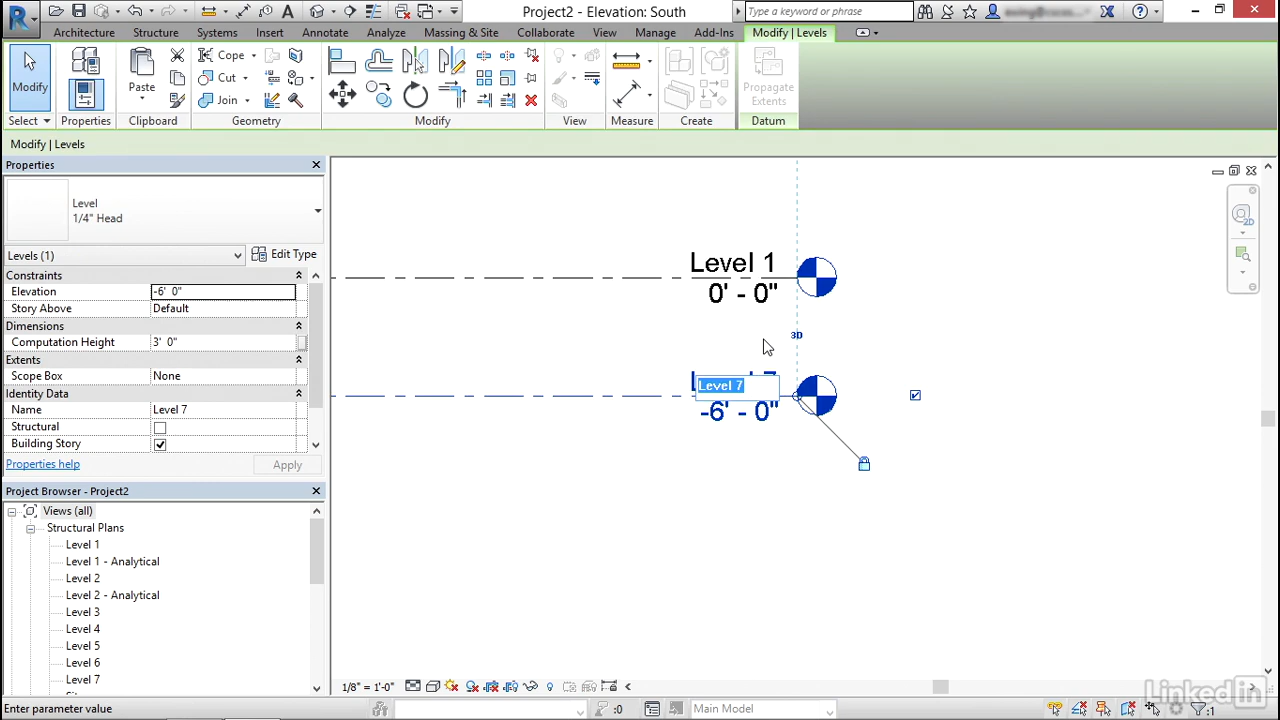 Project2 - Elevation: South
Type a keyword or phrase
Architecture
Structure
Systems
Insert
Annotate
Analyze
Massing & Site
Collaborate
View
Manage
Add-Ins
Modify | Levels
Modify
Paste
Cope
Cut
Join
Propagate
Extents
Select
Properties
Clipboard
Geometry
Modify
View
Measure
Create
Datum
Modify | Levels
Properties
Level
1/4" Head
Levels (1)
Edit Type
Constraints
Elevation
-6' 0"
Story Above
Default
Dimensions
Computation Height
3' 0"
Extents
Scope Box
None
Identity Data
Name
Level 7
Structural
Building Story
Properties help
Apply
Project Browser - Project2
Views (all)
Structural Plans
Level 1
Level 1 - Analytical
Level 2
Level 2 - Analytical
Level 3
Level 4
Level 5
Level 6
Level 7
Level 1
0' - 0"
3D
Level 7
-6' - 0"
2D
1/8" = 1'-0"
Enter parameter value
:0
Main Model
:1
LinkedIn